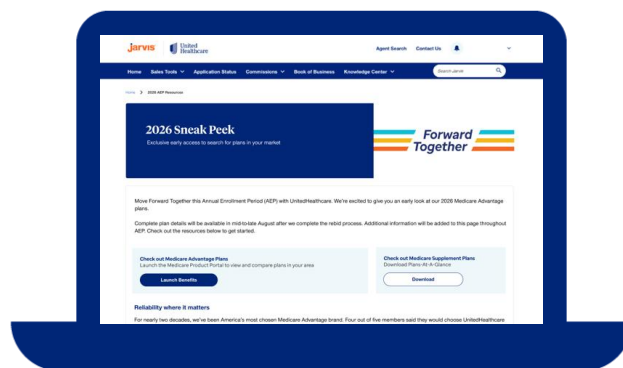 Jarvis United Healthcare
Agent Search Contact Us
Home Sales Tools Application Status Commissions Book of Business Knowledge Center Search Jarvis
Home > 2026 AEP Resources
2026 Sneak Peek
Exclusive early access to search for plans in your market
Forward
Together
Move Forward Together this Annual Enrollment Period (AEP) with UnitedHealthcare. We're excited to give you an early look at our 2026 Medicare Advantage
plans.
Complete plan details will be available in mid-to-late August after we complete the rebid process. Additional information will be added to this page throughout
AEP. Check out the resources below to get started.
Check out Medicare Advantage Plans
Launch the Medicare Product Portal to view and compare plans in your area
Launch Benefits
Check out Medicare Supplement Plans
Download Plans-At-A-Glance
Download
Reliability where it matters
For nearly two decades, we've been America's most chosen Medicare Advantage brand. Four out of five members said they would choose UnitedHealthcare